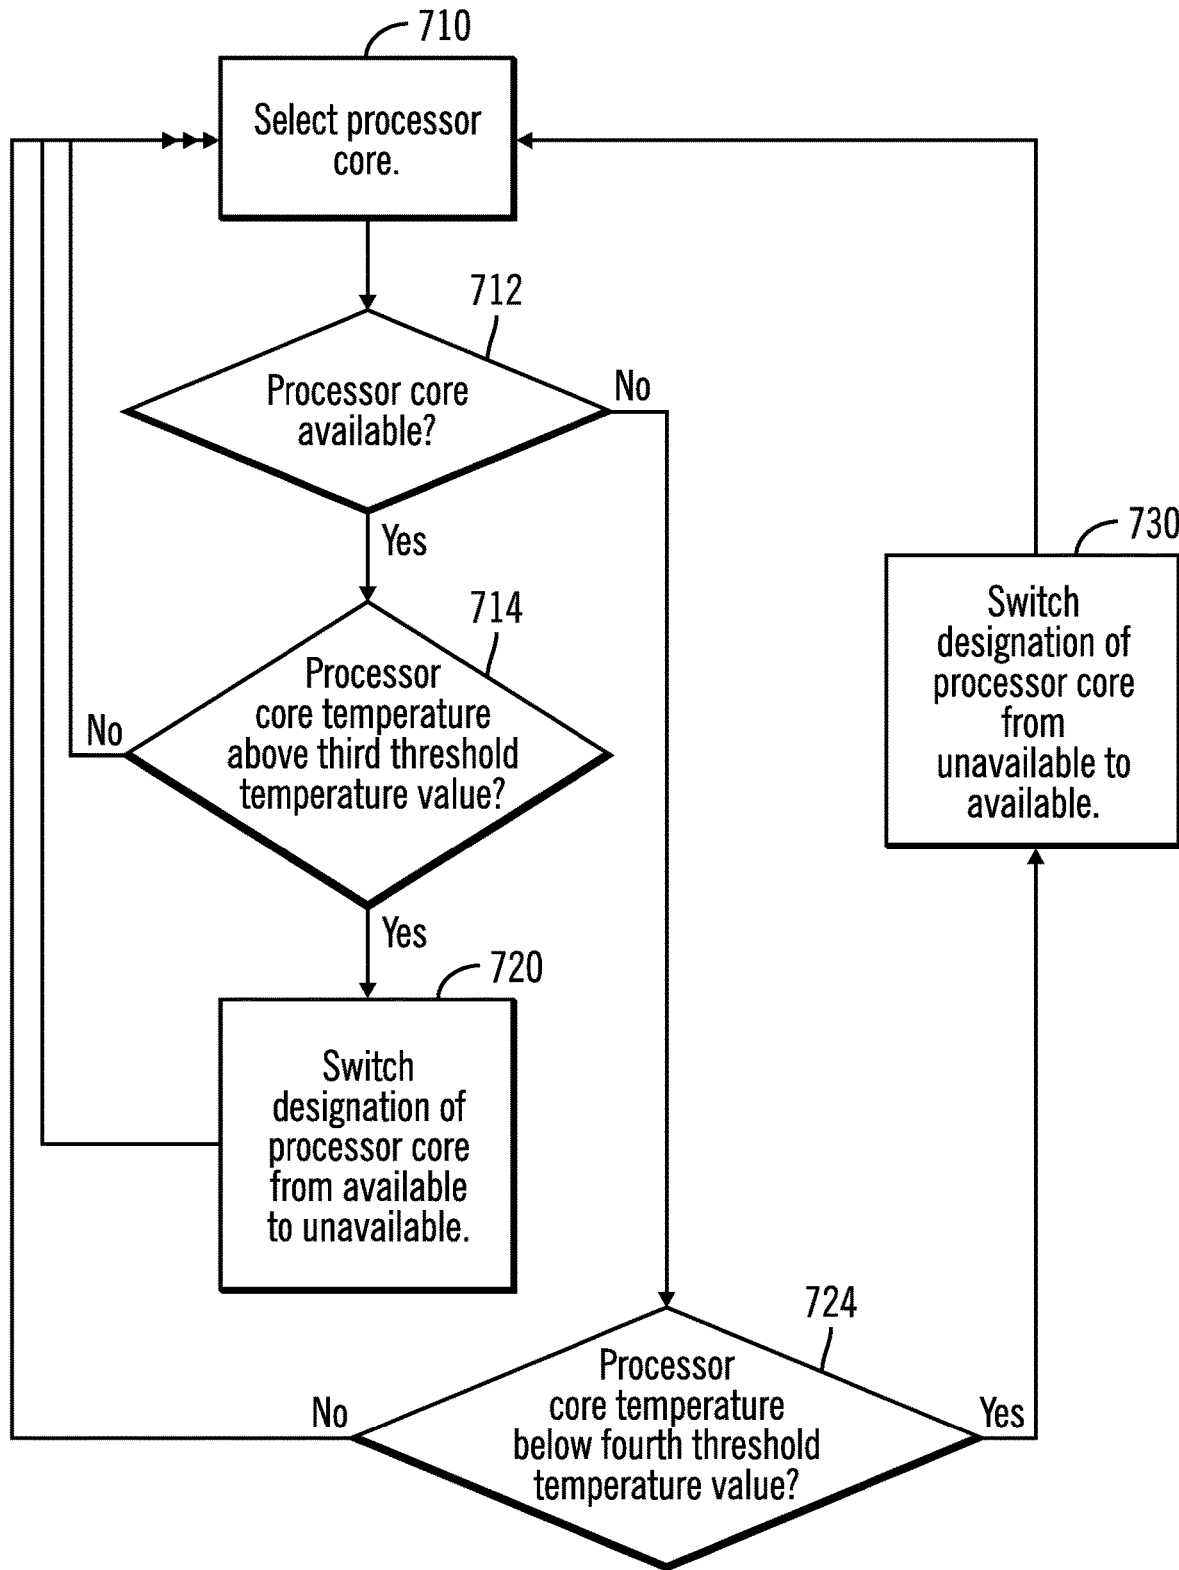 710
Select processor
core.
712
Processor core
available?
No
Yes
714
Processor
core temperature
above third threshold
temperature value?
No
Yes
720
Switch
designation of
processor core
from available
to unavailable.
730
Switch
designation of
processor core
from
unavailable to
available.
724
Processor
core temperature
below fourth threshold
temperature value?
No
Yes